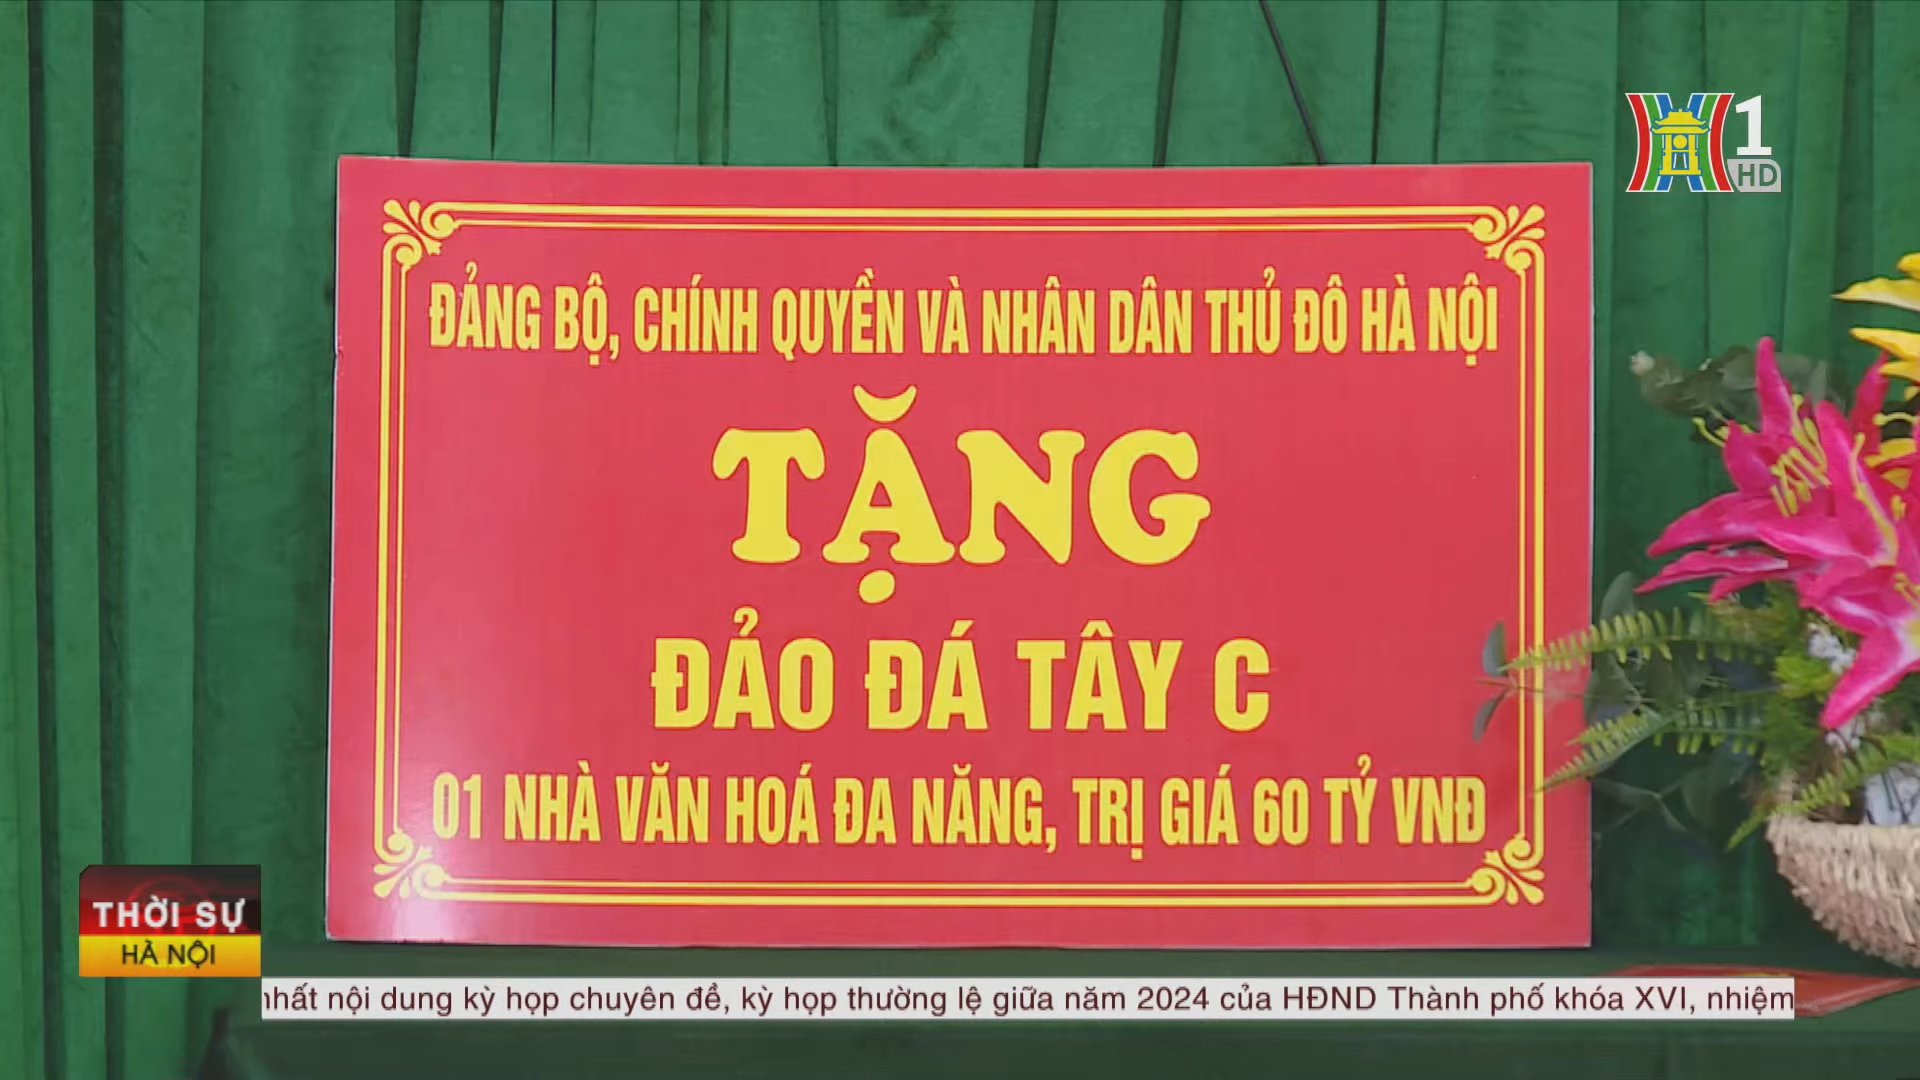 1
HD
ĐẢNG BỘ, CHÍNH QUYỀN VÀ NHÂN DÂN THỦ ĐÔ HÀ NỘI
TẶNG
ĐẢO ĐÁ TÂY C
01 NHÀ VĂN HOÁ ĐA NĂNG, TRỊ GIÁ 60 TỶ VNĐ
THỜI SỰ
HÀ NỘI
nhất nội dung kỳ họp chuyên đề, kỳ họp thường lệ giữa năm 2024 của HĐND Thành phố khóa XVI, nhiệm